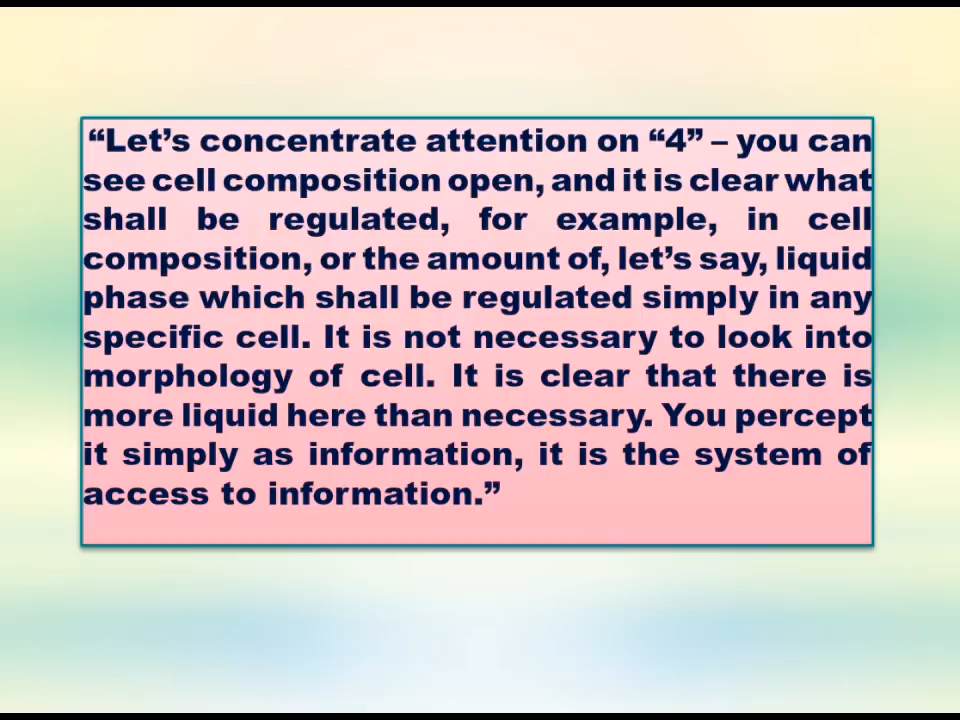 “Let’s concentrate attention on “4” – you can
see cell composition open, and it is clear what
shall be regulated, for example, in cell
composition, or the amount of, let’s say, liquid
phase which shall be regulated simply in any
specific cell. It is not necessary to look into
morphology of cell. It is clear that there is
more liquid here than necessary. You percept
it simply as information, it is the system of
access to information.”